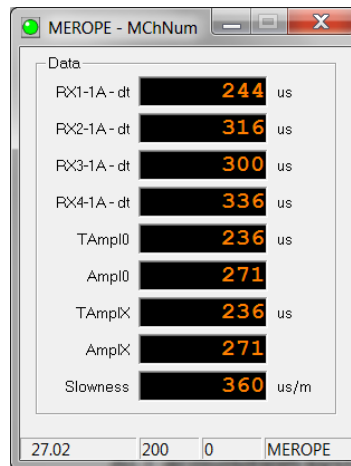 MEROPE - MChNum
Data
RX1-1A - dt 244 us
RX2-1A - dt 316 us
RX3-1A - dt 300 us
RX4-1A - dt 336 us
TAmpl0 236 us
Ampl0 271
TAmplX 236 us
AmplX 271
Slowness 360 us/m
27.02 200 0 MEROPE